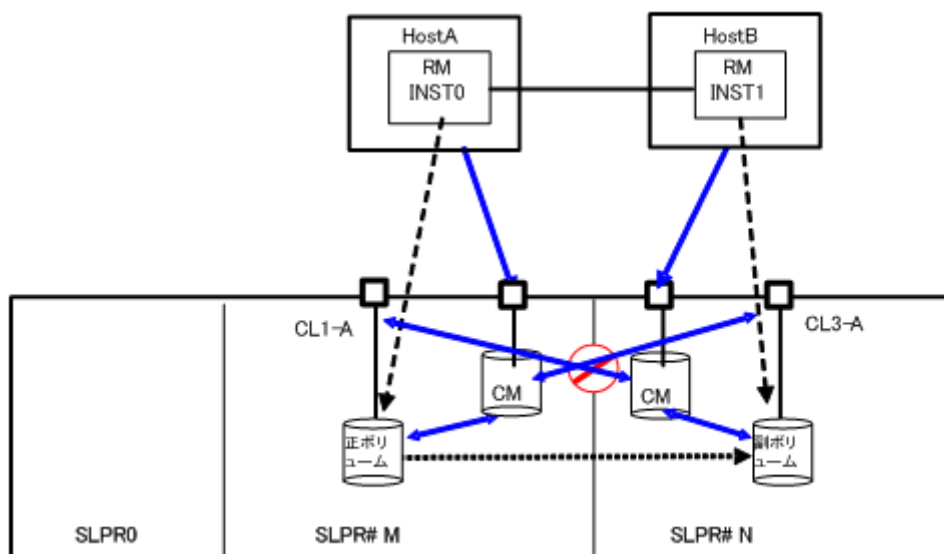 HostA
RM
INST0
HostB
RM
INST1
CL1-A
CL3-A
CM
CM
正ボリ
ューム
副ボリ
ューム
SLPR0
SLPR# M
SLPR# N